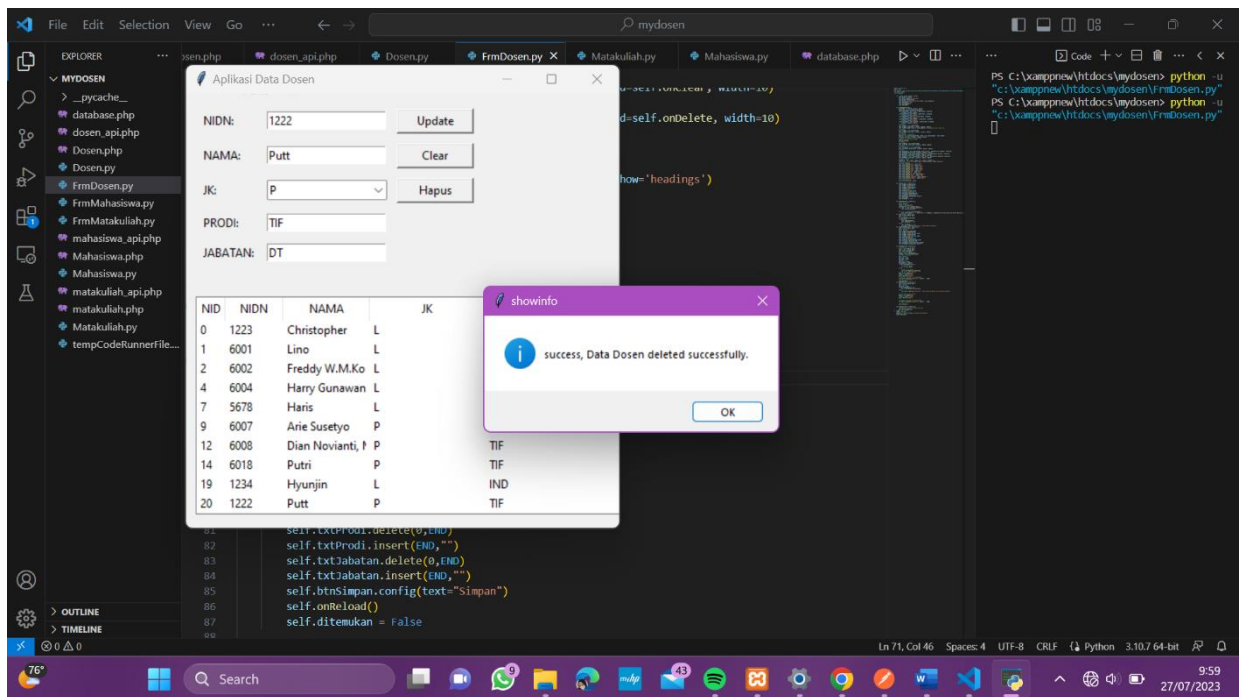 File Edit Selection View Go ··· mydosen
EXPLORER ···
MYDOSEN
__pycache__
database.php
dosen_api.php
Dosen.php
Dosen.py
FrmDosen.py
FrmMahasiswa.py
FrmMatakuliah.py
mahasiswa_api.php
Mahasiswa.php
Mahasiswa.py
matakuliah_api.php
matakuliah.php
Matakuliah.py
tempCodeRunnerFile....
OUTLINE
TIMELINE
osen.php dosen_api.php Dosen.py FrmDosen.py Matakuliah.py Mahasiswa.py database.php
d=self.onClear, width=10)
d=self.onDelete, width=10)
how='headings')
Aplikasi Data Dosen
NIDN: 1222 Update
NAMA: Putt Clear
JK: P Hapus
PRODI: TIF
JABATAN: DT
NID NIDN NAMA JK
0 1223 Christopher L
1 6001 Lino L
2 6002 Freddy W.M.Ko L
4 6004 Harry Gunawan L
7 5678 Haris L
9 6007 Arie Susetyo P
12 6008 Dian Novianti, P TIF
14 6018 Putri P TIF
19 1234 Hyunjin L IND
20 1222 Putt P TIF
showinfo
success, Data Dosen deleted successfully.
OK
81 self.txtProdi.delete(0,END)
82 self.txtProdi.insert(END,"")
83 self.txtJabatan.delete(0,END)
84 self.txtJabatan.insert(END,"")
85 self.btnSimpan.config(text="Simpan")
86 self.onReload()
87 self.ditemukan = False
88
··· Code
PS C:\xamppnew\htdocs\mydosen> python -u
"c:\xamppnew\htdocs\mydosen\FrmDosen.py"
PS C:\xamppnew\htdocs\mydosen> python -u
"c:\xamppnew\htdocs\mydosen\FrmDosen.py"
0 0 Ln 71, Col 46 Spaces: 4 UTF-8 CRLF Python 3.10.7 64-bit
76° Search 9 43 9:59
27/07/2023